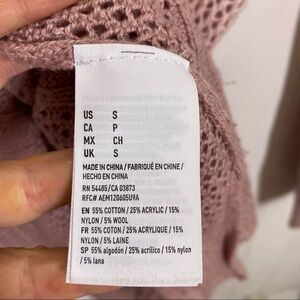 US S
CA P
MX CH
UK S
MADE IN CHINA / FABRIQUÉ EN CHINE /
HECHO EN CHINA
RN 54485/CA 03873
RFC# AEM120605U9A
EN 55% COTTON / 25% ACRYLIC / 15%
NYLON / 5% WOOL
FR 55% COTON / 25% ACRYLIQUE / 15%
NYLON / 5% LAINE
SP 55% algodón / 25% acrílico / 15% nylon
/ 5% lana